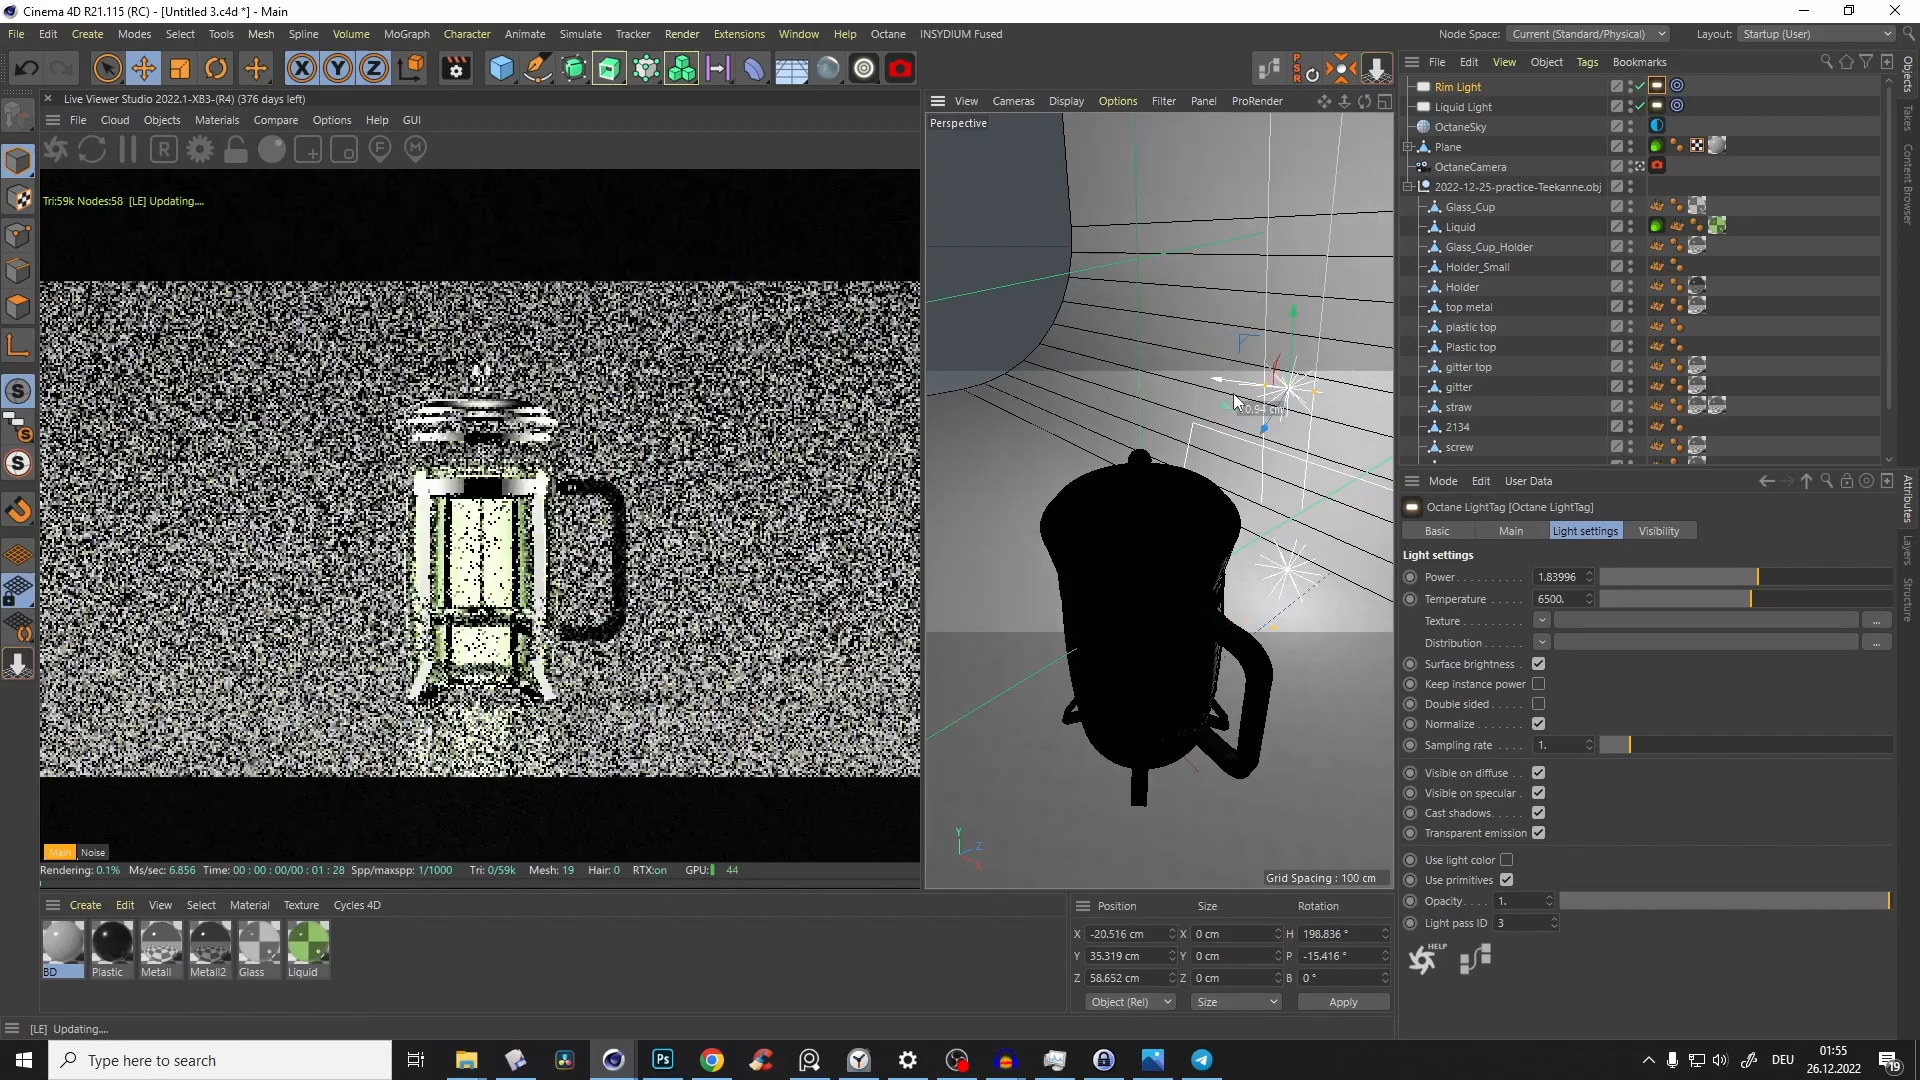 Cinema 4D R21.115 (RC) - [Untitled 3.c4d *] - Main
File Edit Create Modes Select Tools Mesh Spline Volume MoGraph Character Animate Simulate Tracker Render Extensions Window Help Octane INSYDIUM Fused
Node Space: Current (Standard/Physical) Layout: Startup (User)
X Y Z
PSR
File Edit View Object Tags Bookmarks
Objects
Takes
Content Browser
Live Viewer Studio 2022.1-XB3-(R4) (376 days left)
File Cloud Objects Materials Compare Options Help GUI
R F M
Tri:59k Nodes:58 [LE] Updating....
View Cameras Display Options Filter Panel ProRender
Perspective
Rim Light
Liquid Light
OctaneSky
Plane
OctaneCamera
2022-12-25-practice-Teekanne.obj
Glass_Cup
Liquid
Glass_Cup_Holder
Holder_Small
Holder
top metal
plastic top
Plastic top
gitter top
gitter
straw
2134
screw
Y Z X
Grid Spacing : 100 cm
Mode Edit User Data
Attributes
Layers
Structure
Octane LightTag [Octane LightTag]
Basic Main Light settings Visibility
Light settings
Power 1.83996
Temperature 6500.
Texture ...
Distribution ...
Surface brightness
Keep instance power
Double sided
Normalize
Sampling rate 1.
Visible on diffuse
Visible on specular
Cast shadows
Transparent emission
Use light color
Use primitives
Opacity 1.
Light pass ID 3
HELP
Main Noise
Rendering: 0.1% Ms/sec: 6.856 Time: 00 : 00 : 00/00 : 01 : 28 Spp/maxspp: 1/1000 Tri: 0/59k Mesh: 19 Hair: 0 RTX:on GPU: 44
Create Edit View Select Material Texture Cycles 4D
BD Plastic Metall Metall2 Glass Liquid
Position Size Rotation
X -20.516 cm X 0 cm H 198.836 °
Y 35.319 cm Y 0 cm P -15.416 °
Z 58.652 cm Z 0 cm B 0 °
Object (Rel) Size Apply
[LE] Updating....
Type here to search
Ps
DEU
01:55
26.12.2022
19